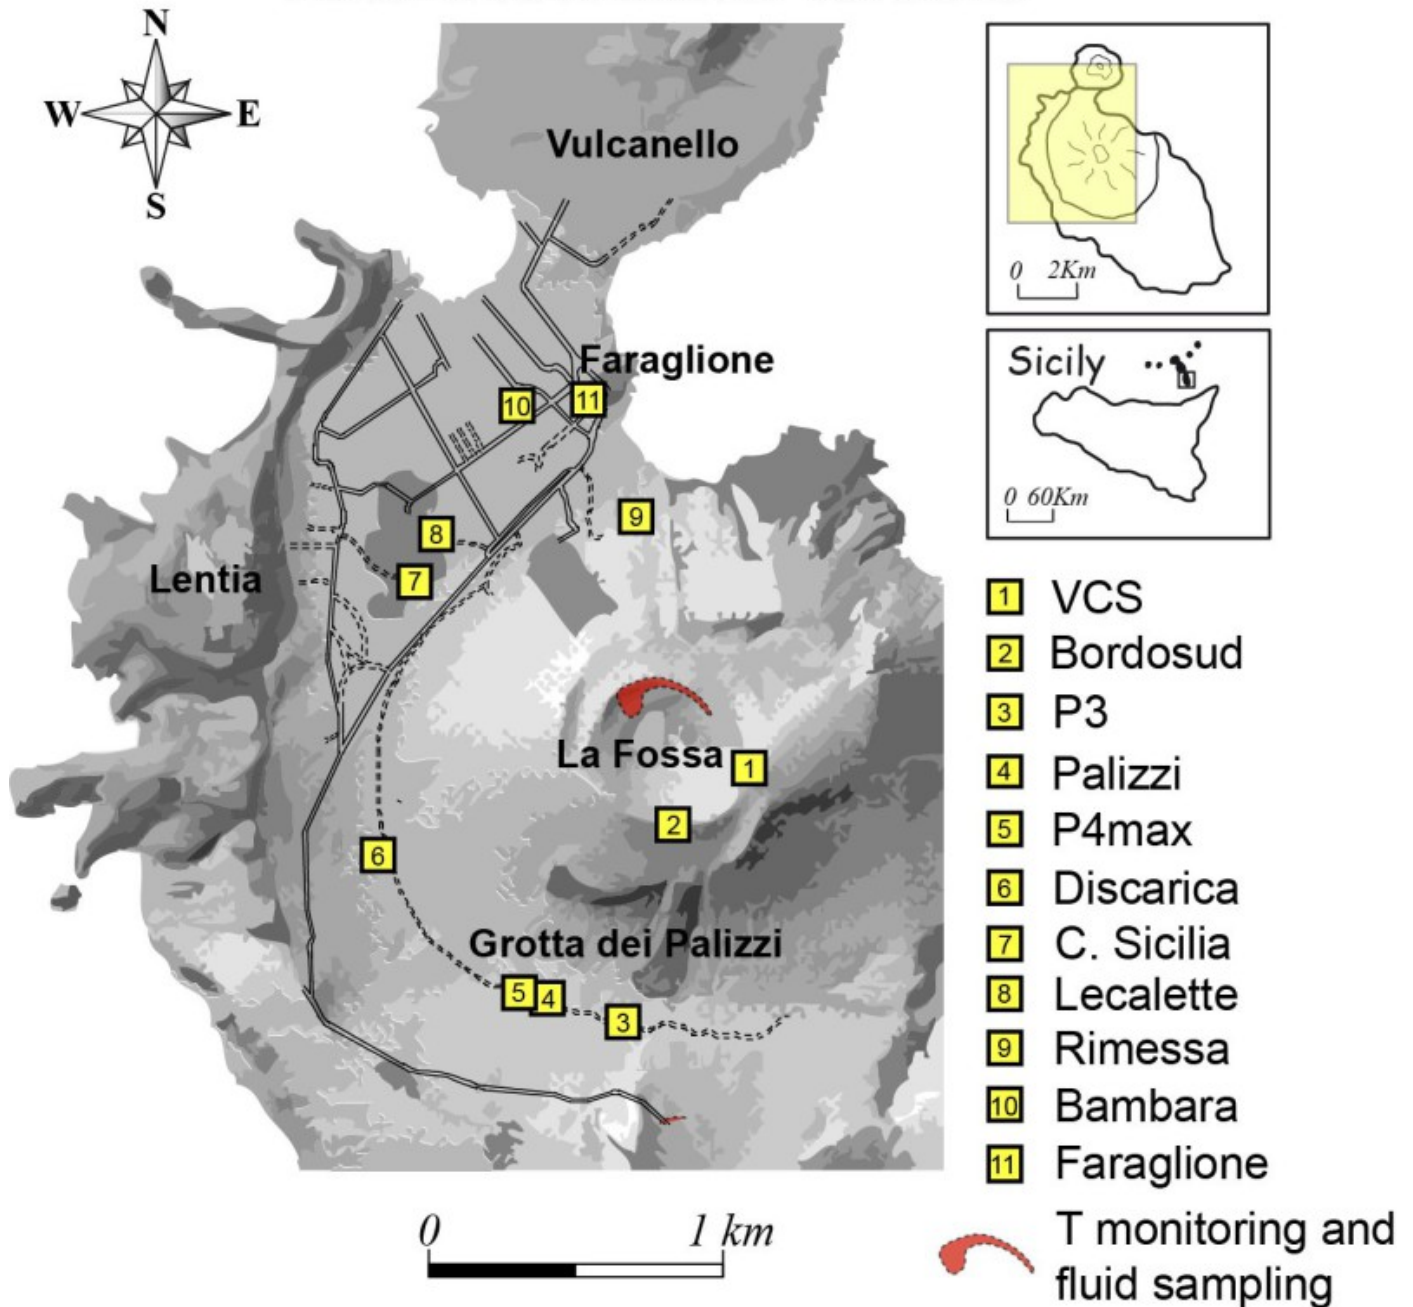 N
W E
S
Vulcanello
Faraglione
10 11
9
8
7
Lentia
La Fossa
1
2
6
Grotta dei Palizzi
5 4
3
0 1 km
0 2Km
Sicily
0 60Km
1 VCS
2 Bordosud
3 P3
4 Palizzi
5 P4max
6 Discarica
7 C. Sicilia
8 Lecalette
9 Rimessa
10 Bambara
11 Faraglione
T monitoring and
fluid sampling